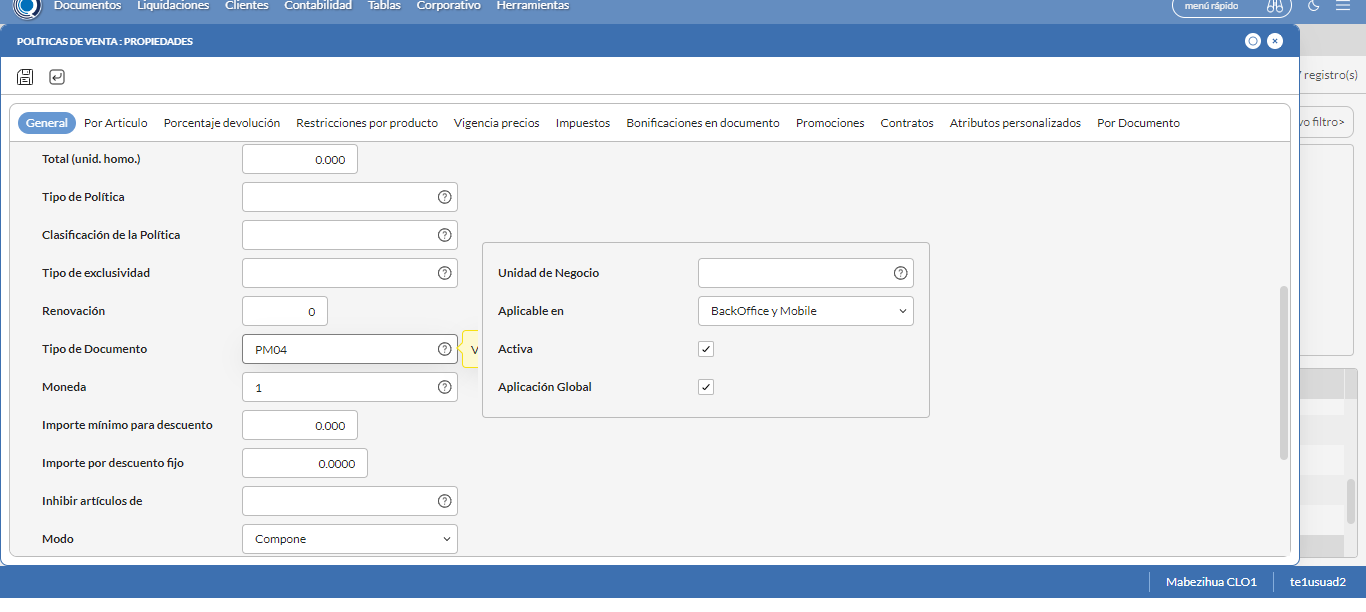 Documentos Liquidaciones Clientes Contabilidad Tablas Corporativo Herramientas menú rápido
POLÍTICAS DE VENTA : PROPIEDADES
registro(s)
General Por Articulo Porcentaje devolución Restricciones por producto Vigencia precios Impuestos Bonificaciones en documento Promociones Contratos Atributos personalizados Por Documento
vo filtro>
Total (unid. homo.) 0.000
Tipo de Política
Clasificación de la Política
Tipo de exclusividad
Unidad de Negocio
Renovación 0
Aplicable en BackOffice y Mobile
Tipo de Documento PM04 V
Activa
Moneda 1
Aplicación Global
Importe mínimo para descuento 0.000
Importe por descuento fijo 0.0000
Inhibir artículos de
Modo Compone
Mabezihua CLO1 te1usuad2